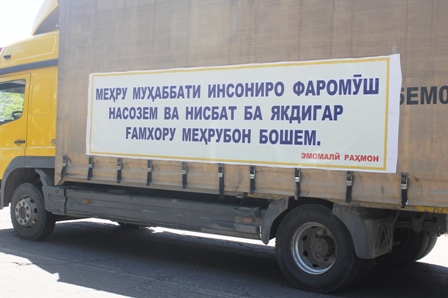 МЕҲРУ МУҲАББАТИ ИНСОНИРО ФАРОМӮШ
НАСОЗЕМ ВА НИСБАТ БА ЯКДИГАР
ҒАМХОРУ МЕҲРУБОН БОШЕМ.
ЭМОМАЛӢ РАҲМОН